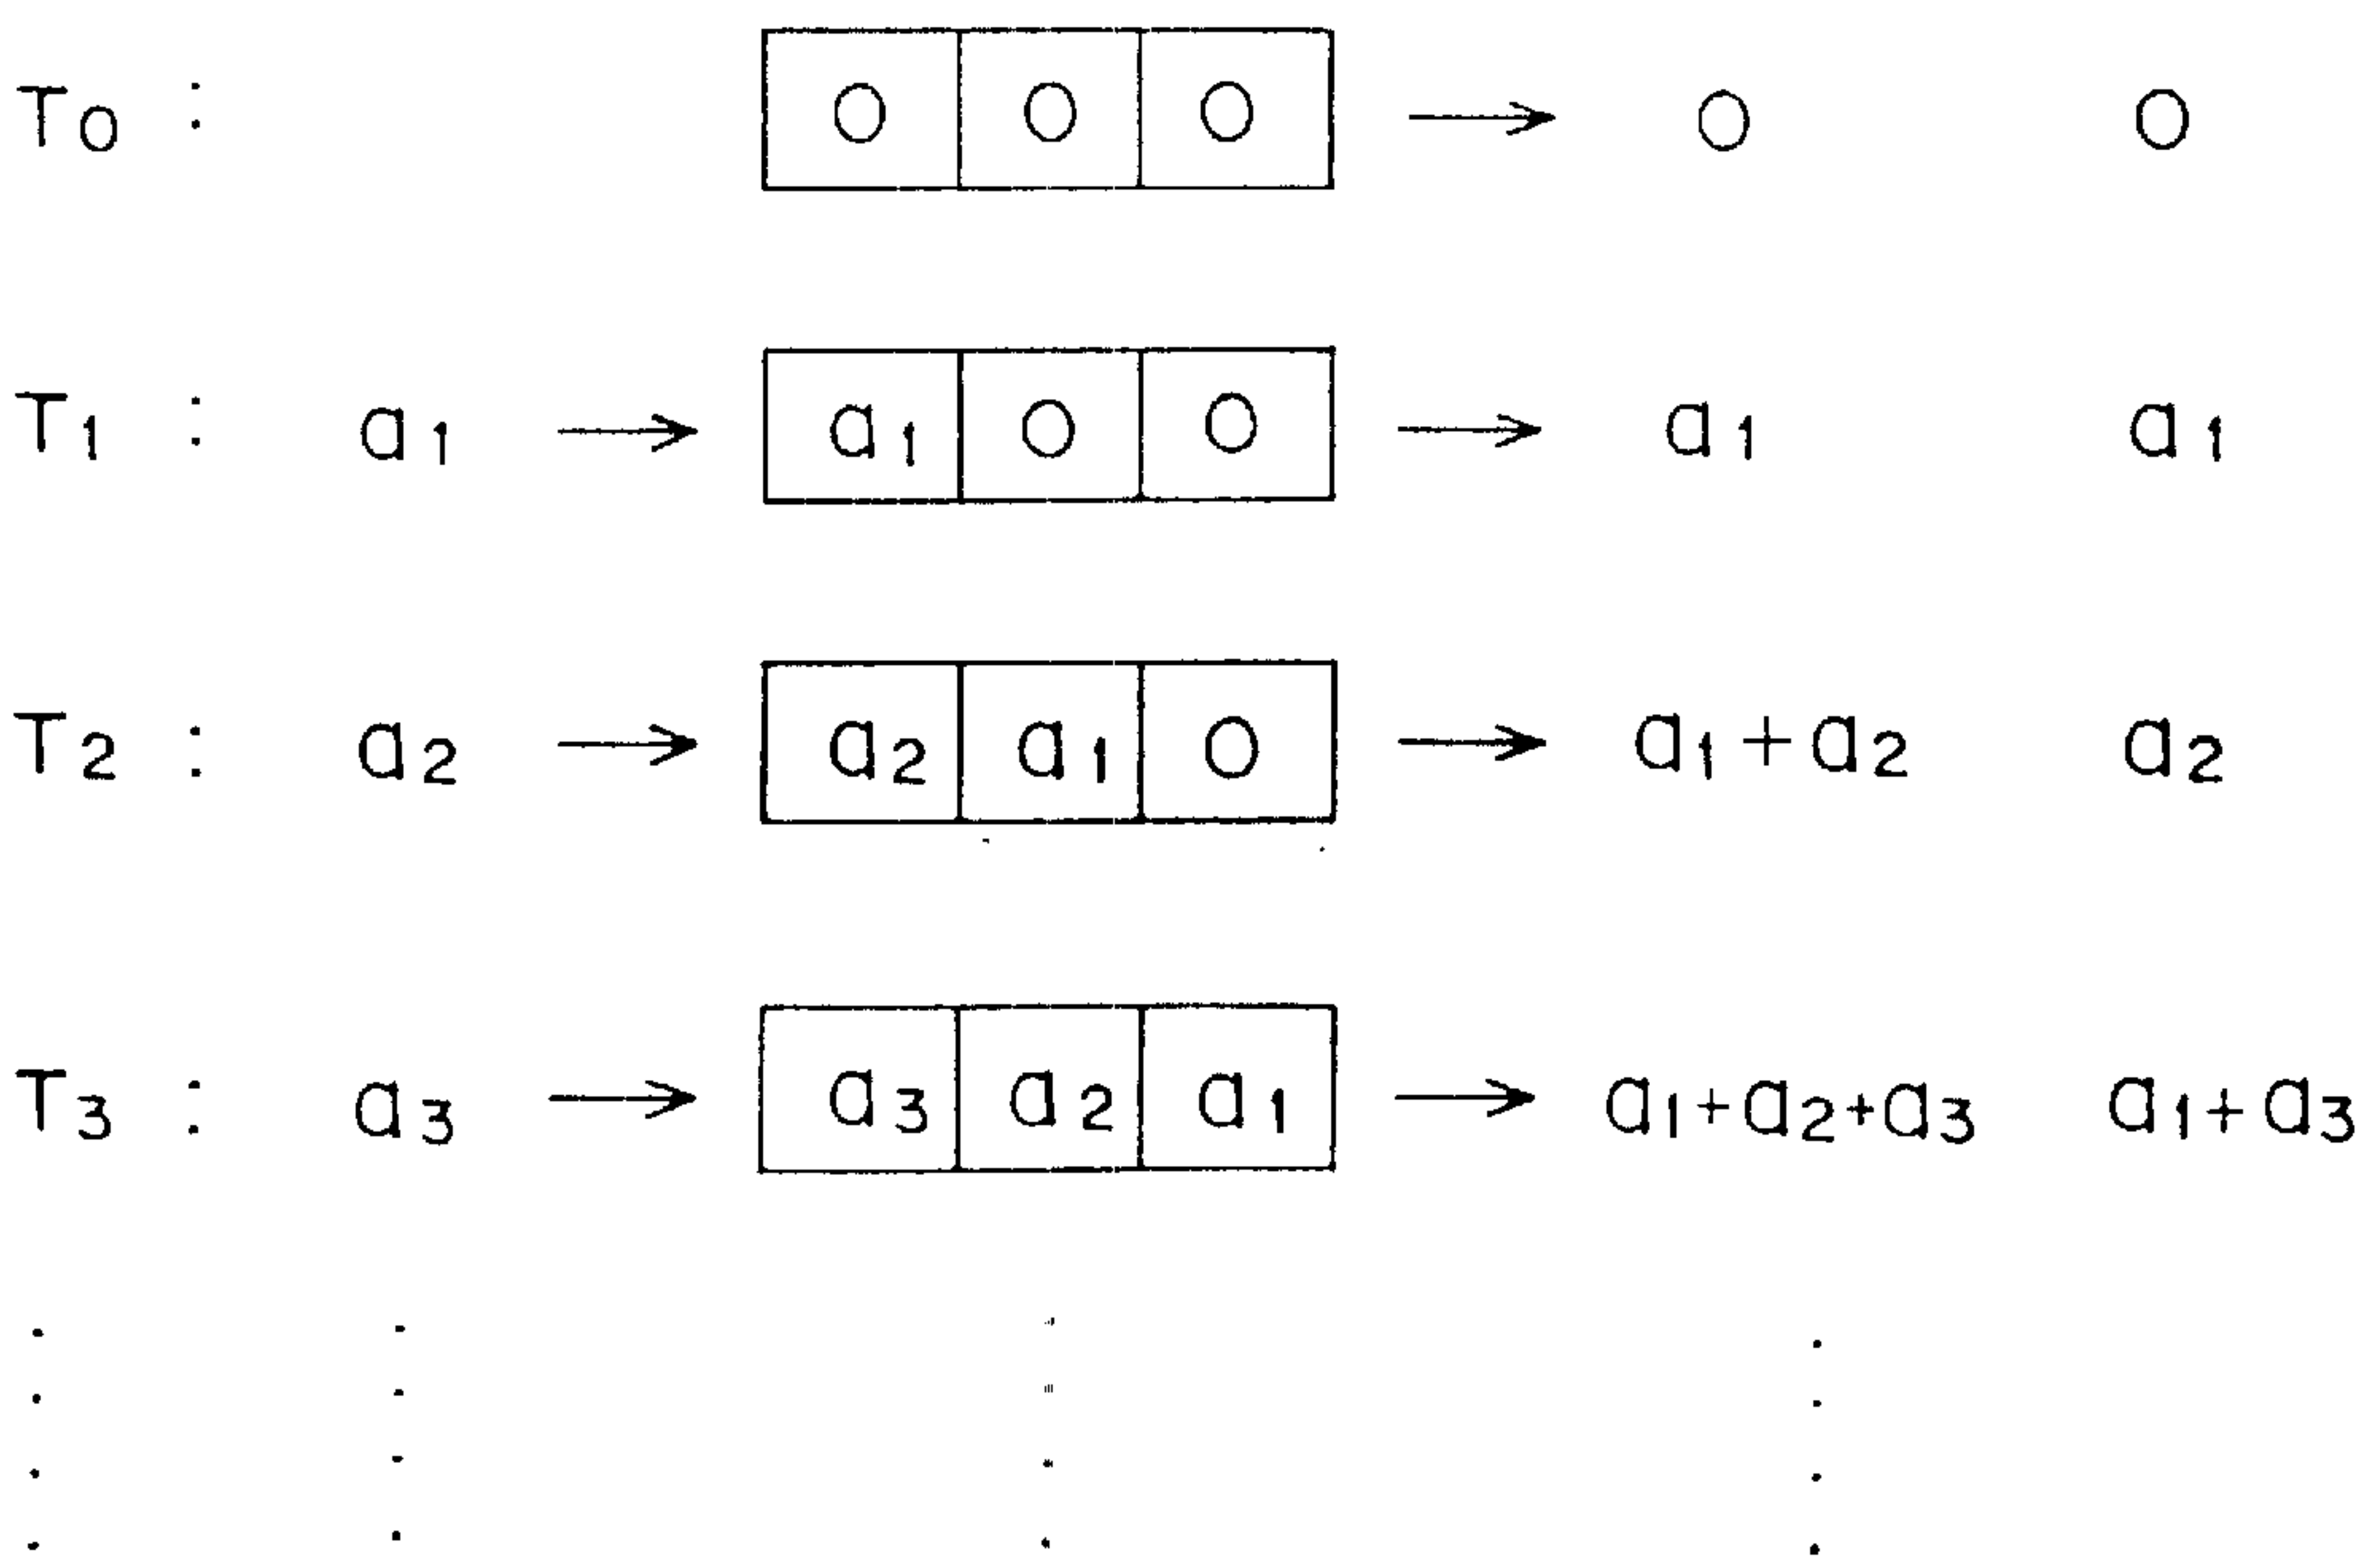 T0 : 0 0 0 → 0 0
T1 : a1 → a1 0 0 → a1 a1
T2 : a2 → a2 a1 0 → a1+a2 a2
T3 : a3 → a3 a2 a1 → a1+a2+a3 a1+a3